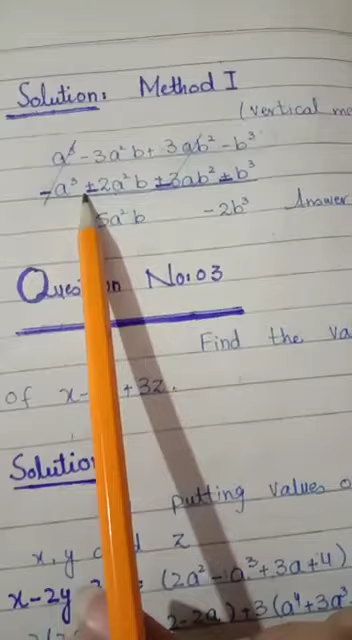 Solution: Method I
(vertical me
a³ - 3a²b + 3ab² - b³
-a³ ± 2a²b ± 3ab² ± b³
5a²b - 2b³ Answer
Question No:03
Find the va
of x- + 3z.
Solution
putting values o
x, y and z
x-2y = (2a² - a³ + 3a + 4)
2-2a) + 3(a⁴ + 3a³